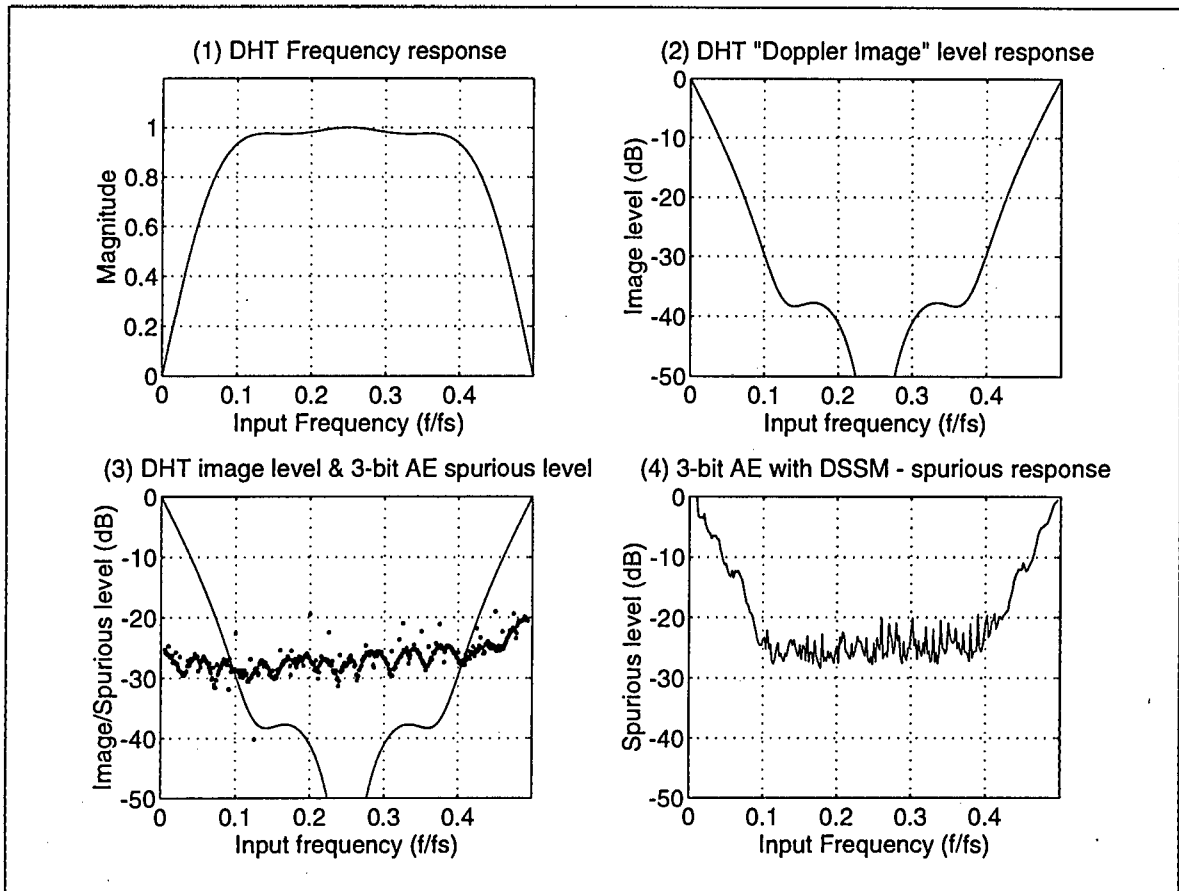 (1) DHT Frequency response
Magnitude
1
0.8
0.6
0.4
0.2
0
0 0.1 0.2 0.3 0.4
Input Frequency (f/fs)
(2) DHT "Doppler Image" level response
Image level (dB)
0
-10
-20
-30
-40
-50
0 0.1 0.2 0.3 0.4
Input frequency (f/fs)
(3) DHT image level & 3-bit AE spurious level
Image/Spurious level (dB)
0
-10
-20
-30
-40
-50
0 0.1 0.2 0.3 0.4
Input frequency (f/fs)
(4) 3-bit AE with DSSM - spurious response
Spurious level (dB)
0
-10
-20
-30
-40
-50
0 0.1 0.2 0.3 0.4
Input Frequency (f/fs)